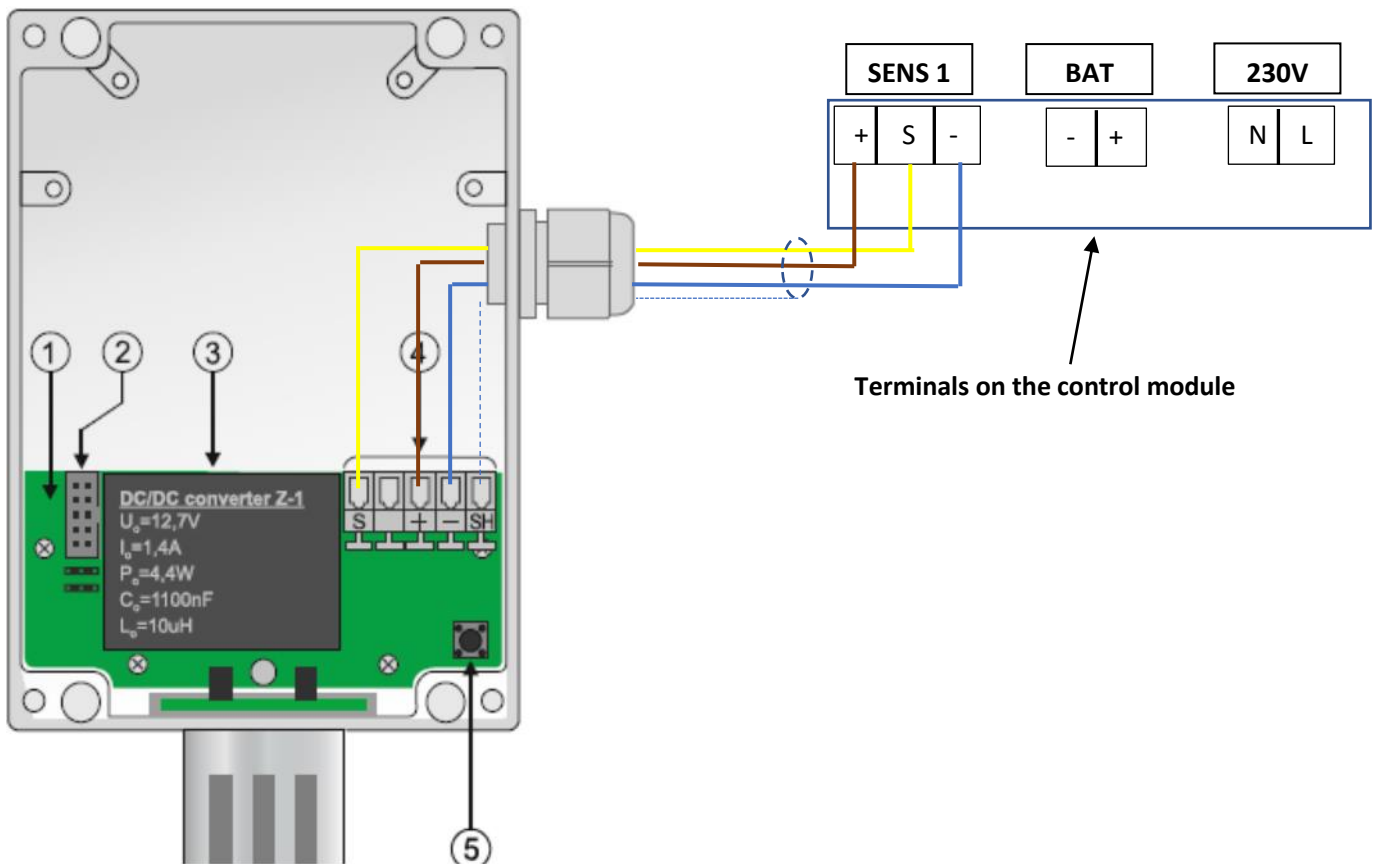 SENS 1 BAT 230V
+ S - - + N L
1 2 3 4
Terminals on the control module
DC/DC converter Z-1
Uₒ=12,7V
Iₒ=1,4A
Pₒ=4,4W
Cₒ=1100nF
Lₒ=10uH
S + − SH
5